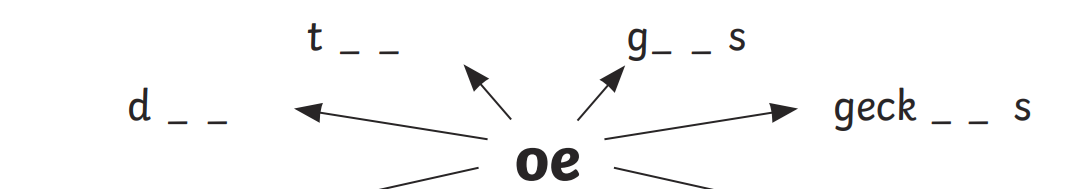 t _ _ g_ _ s
d _ _ geck _ _ s
oe